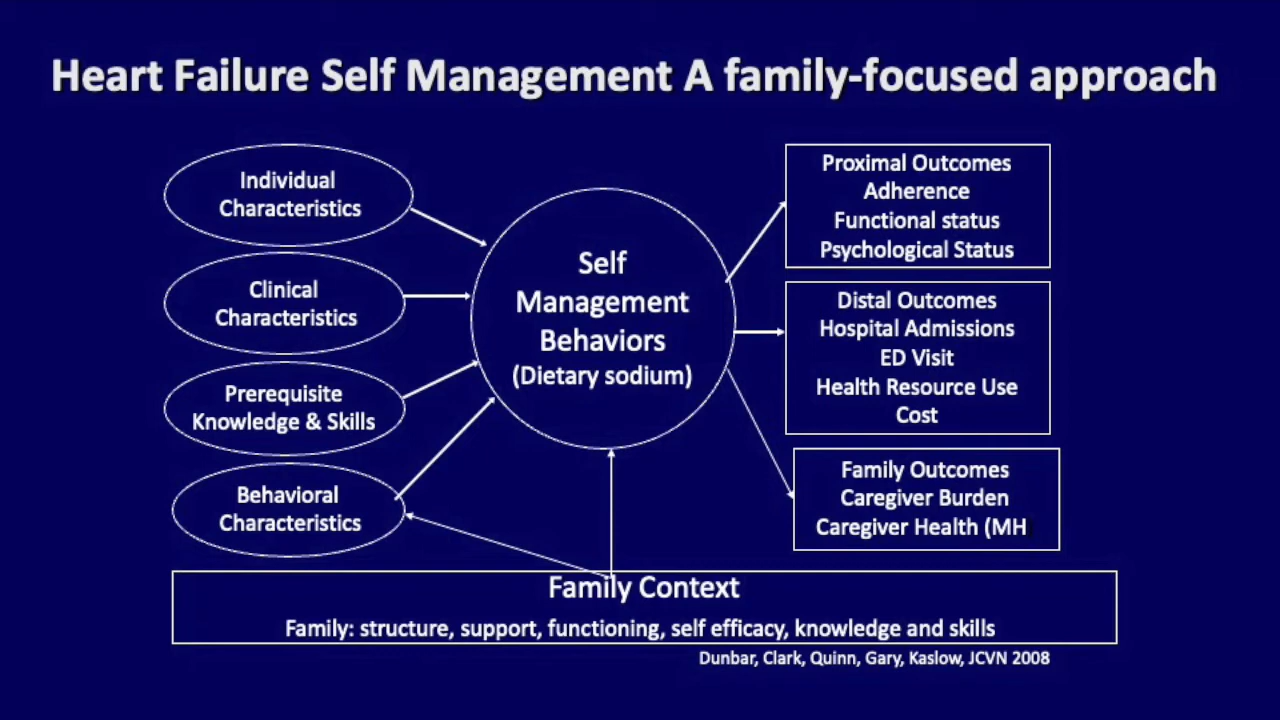 Heart Failure Self Management A family-focused approach
Individual
Characteristics
Clinical
Characteristics
Prerequisite
Knowledge & Skills
Behavioral
Characteristics
Self
Management
Behaviors
(Dietary sodium)
Proximal Outcomes
Adherence
Functional status
Psychological Status
Distal Outcomes
Hospital Admissions
ED Visit
Health Resource Use
Cost
Family Outcomes
Caregiver Burden
Caregiver Health (MH
Family Context
Family: structure, support, functioning, self efficacy, knowledge and skills
Dunbar, Clark, Quinn, Gary, Kaslow, JCVN 2008